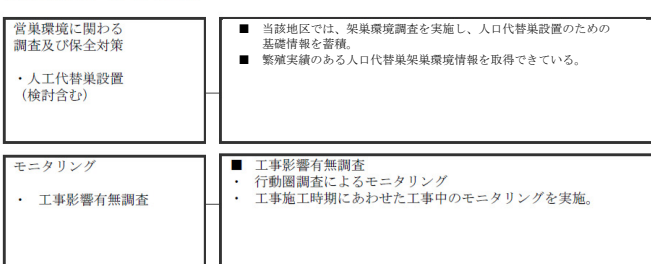 営巣環境に関わる
調査及び保全対策
・人工代替巣設置
（検討含む）
■ 当該地区では、架巣環境調査を実施し、人口代替巣設置のための
基礎情報を蓄積。
■ 繁殖実績のある人口代替巣架巣環境情報を取得できている。
モニタリング
・ 工事影響有無調査
■ 工事影響有無調査
・ 行動圏調査によるモニタリング
・ 工事施工時期にあわせた工事中のモニタリングを実施。